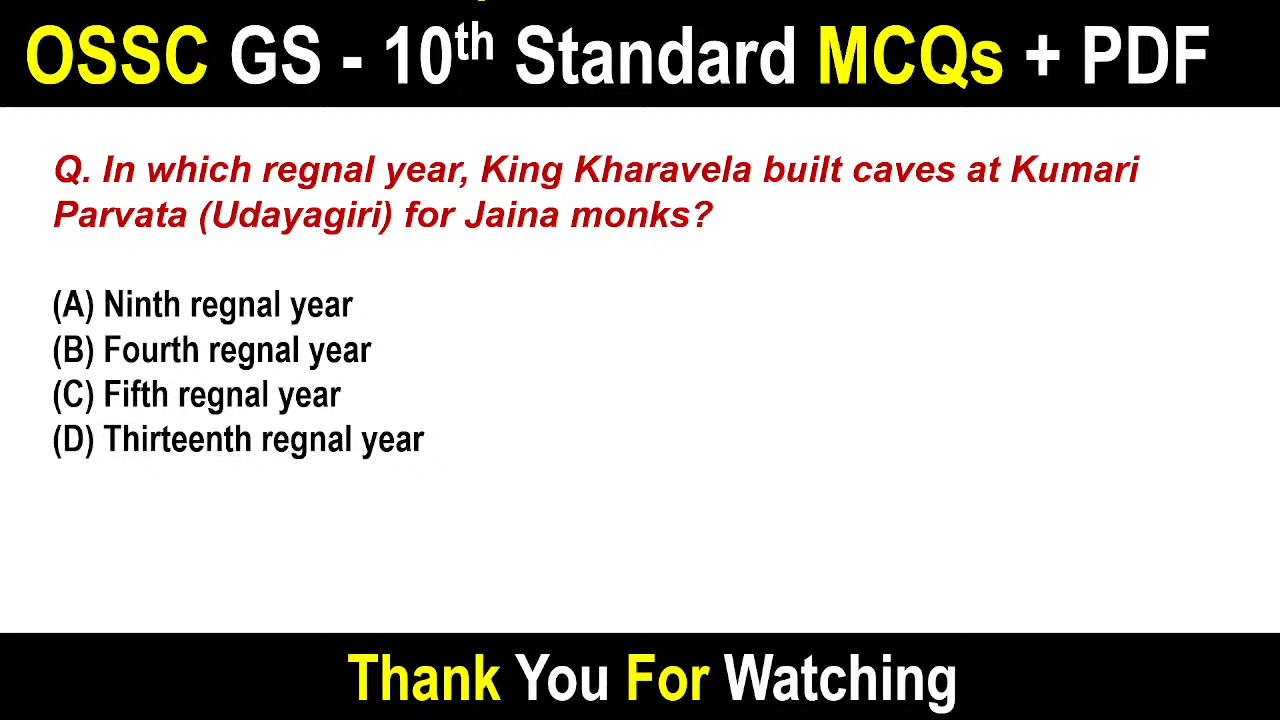 OSSC GS - 10th Standard MCQs + PDF
Q. In which regnal year, King Kharavela built caves at Kumari
Parvata (Udayagiri) for Jaina monks?
(A) Ninth regnal year
(B) Fourth regnal year
(C) Fifth regnal year
(D) Thirteenth regnal year
Thank You For Watching